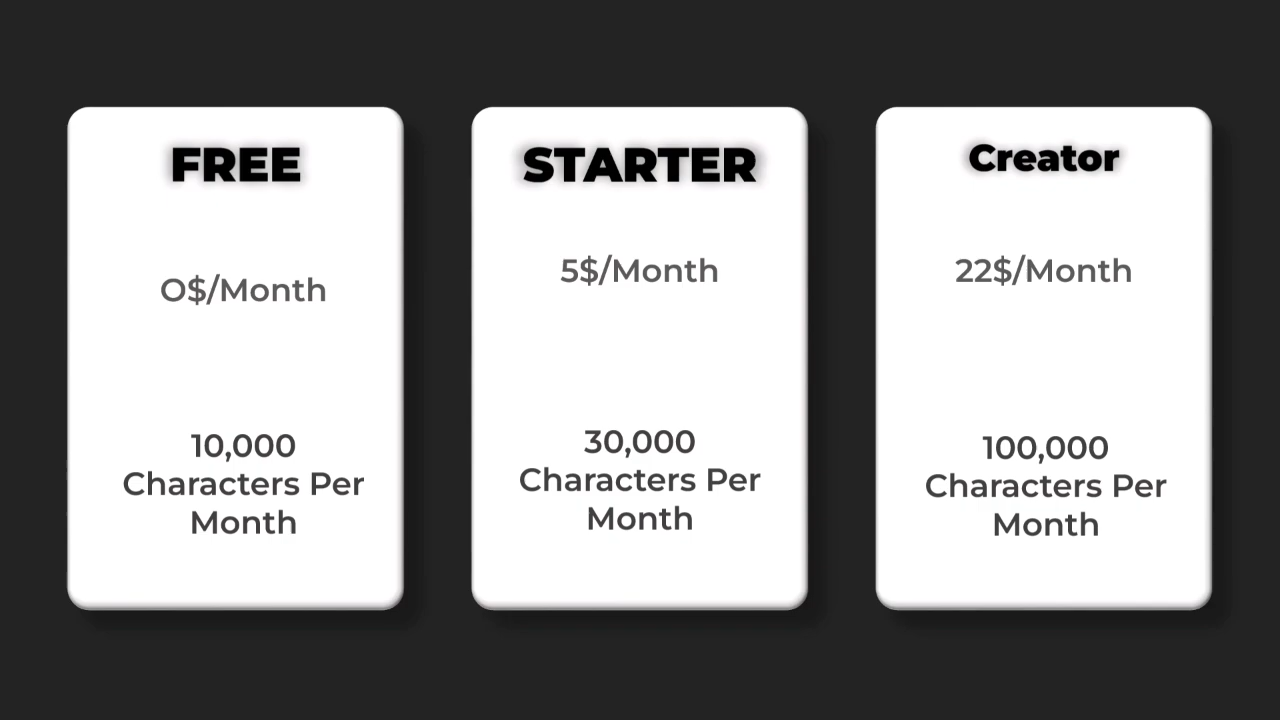 FREE
O$/Month
10,000
Characters Per
Month
STARTER
5$/Month
30,000
Characters Per
Month
Creator
22$/Month
100,000
Characters Per
Month